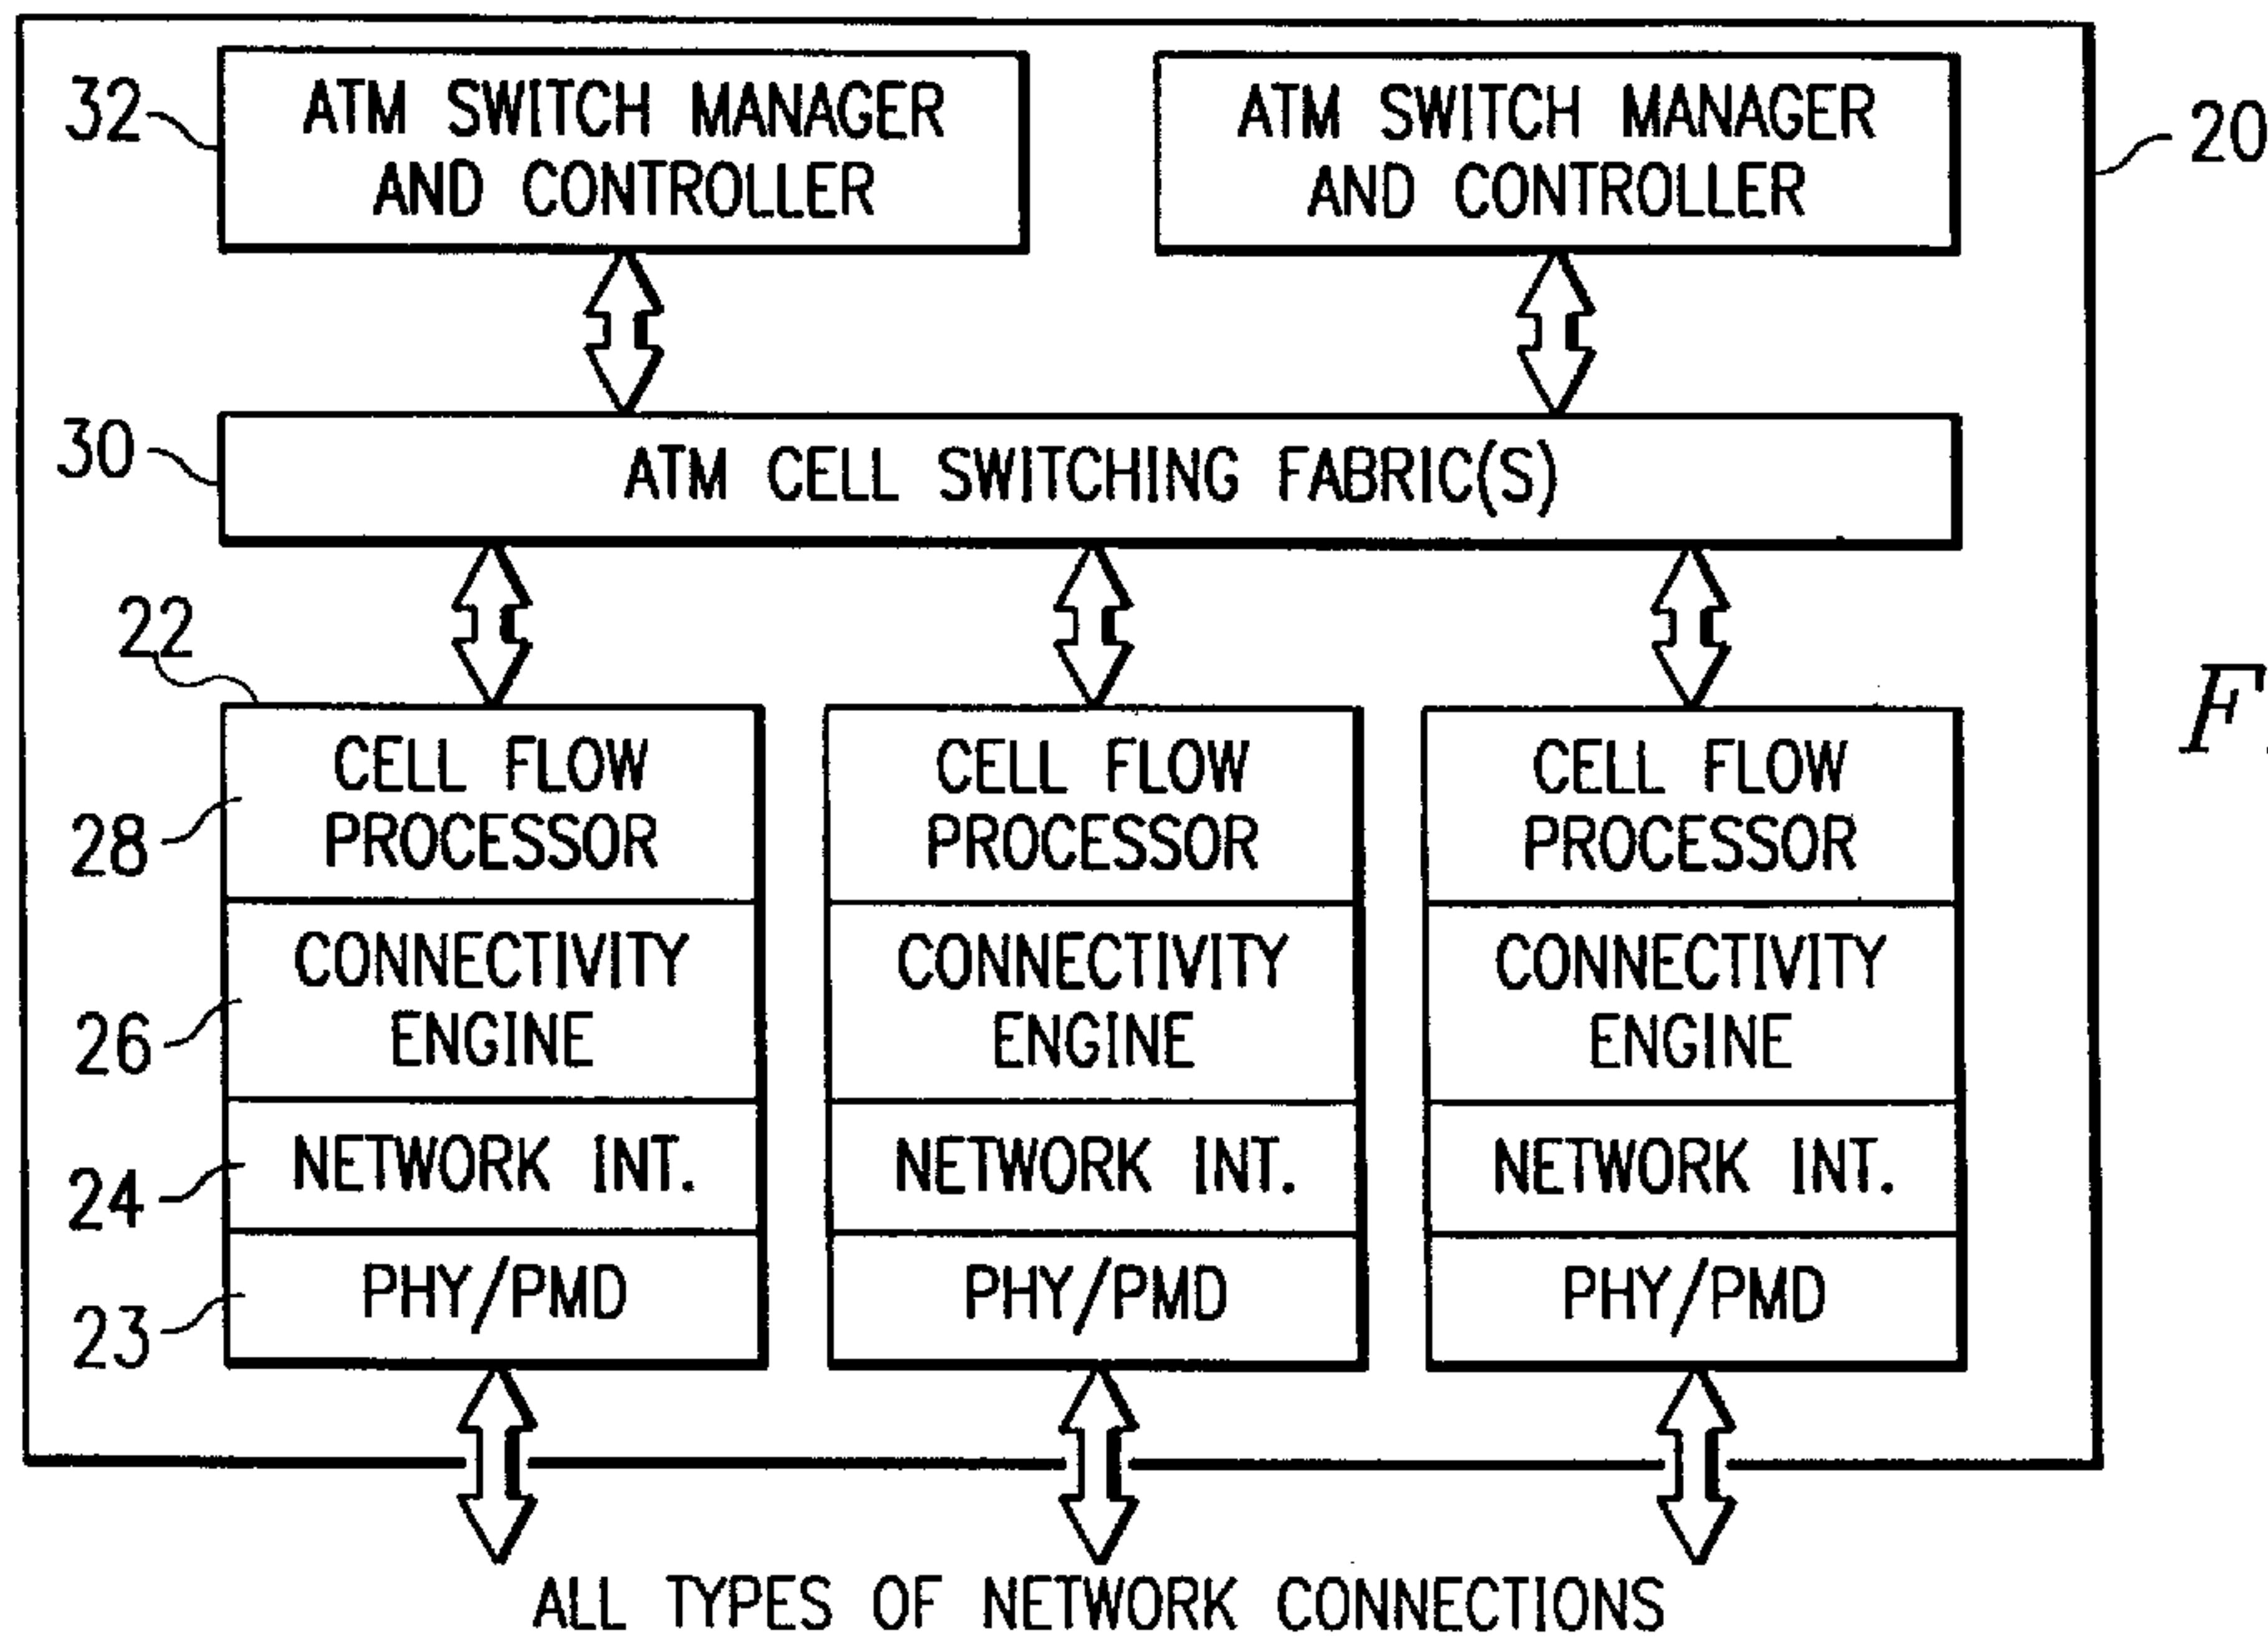 32
ATM SWITCH MANAGER
AND CONTROLLER
ATM SWITCH MANAGER
AND CONTROLLER
20
30
ATM CELL SWITCHING FABRIC(S)
22
28
CELL FLOW
PROCESSOR
CELL FLOW
PROCESSOR
CELL FLOW
PROCESSOR
F
26
CONNECTIVITY
ENGINE
CONNECTIVITY
ENGINE
CONNECTIVITY
ENGINE
24
NETWORK INT.
NETWORK INT.
NETWORK INT.
23
PHY/PMD
PHY/PMD
PHY/PMD
ALL TYPES OF NETWORK CONNECTIONS